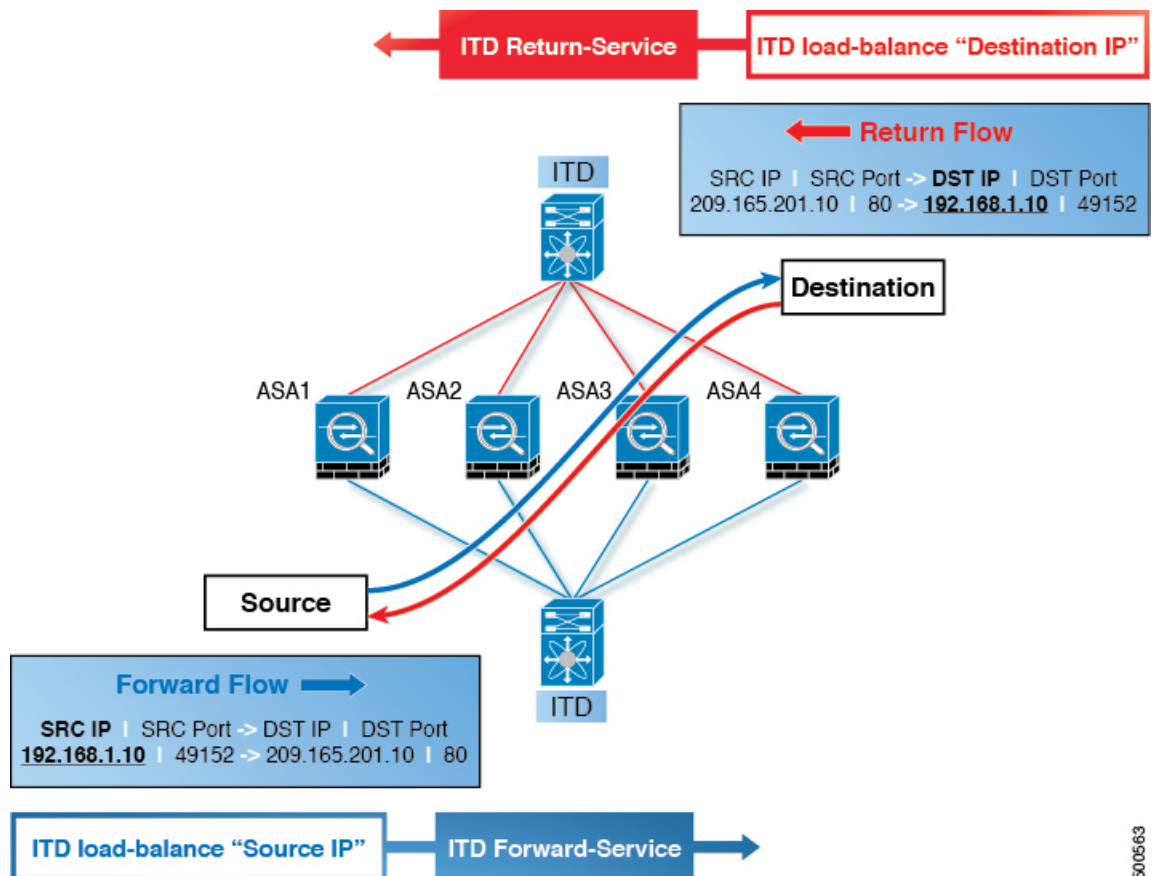 ITD Return-Service
ITD load-balance “Destination IP”
Return Flow
SRC IP | SRC Port -> DST IP | DST Port
209.165.201.10 | 80 -> 192.168.1.10 | 49152
ITD
Destination
ASA1
ASA2
ASA3
ASA4
Source
ITD
Forward Flow
SRC IP | SRC Port -> DST IP | DST Port
192.168.1.10 | 49152 -> 209.165.201.10 | 80
ITD load-balance “Source IP”
ITD Forward-Service
500563